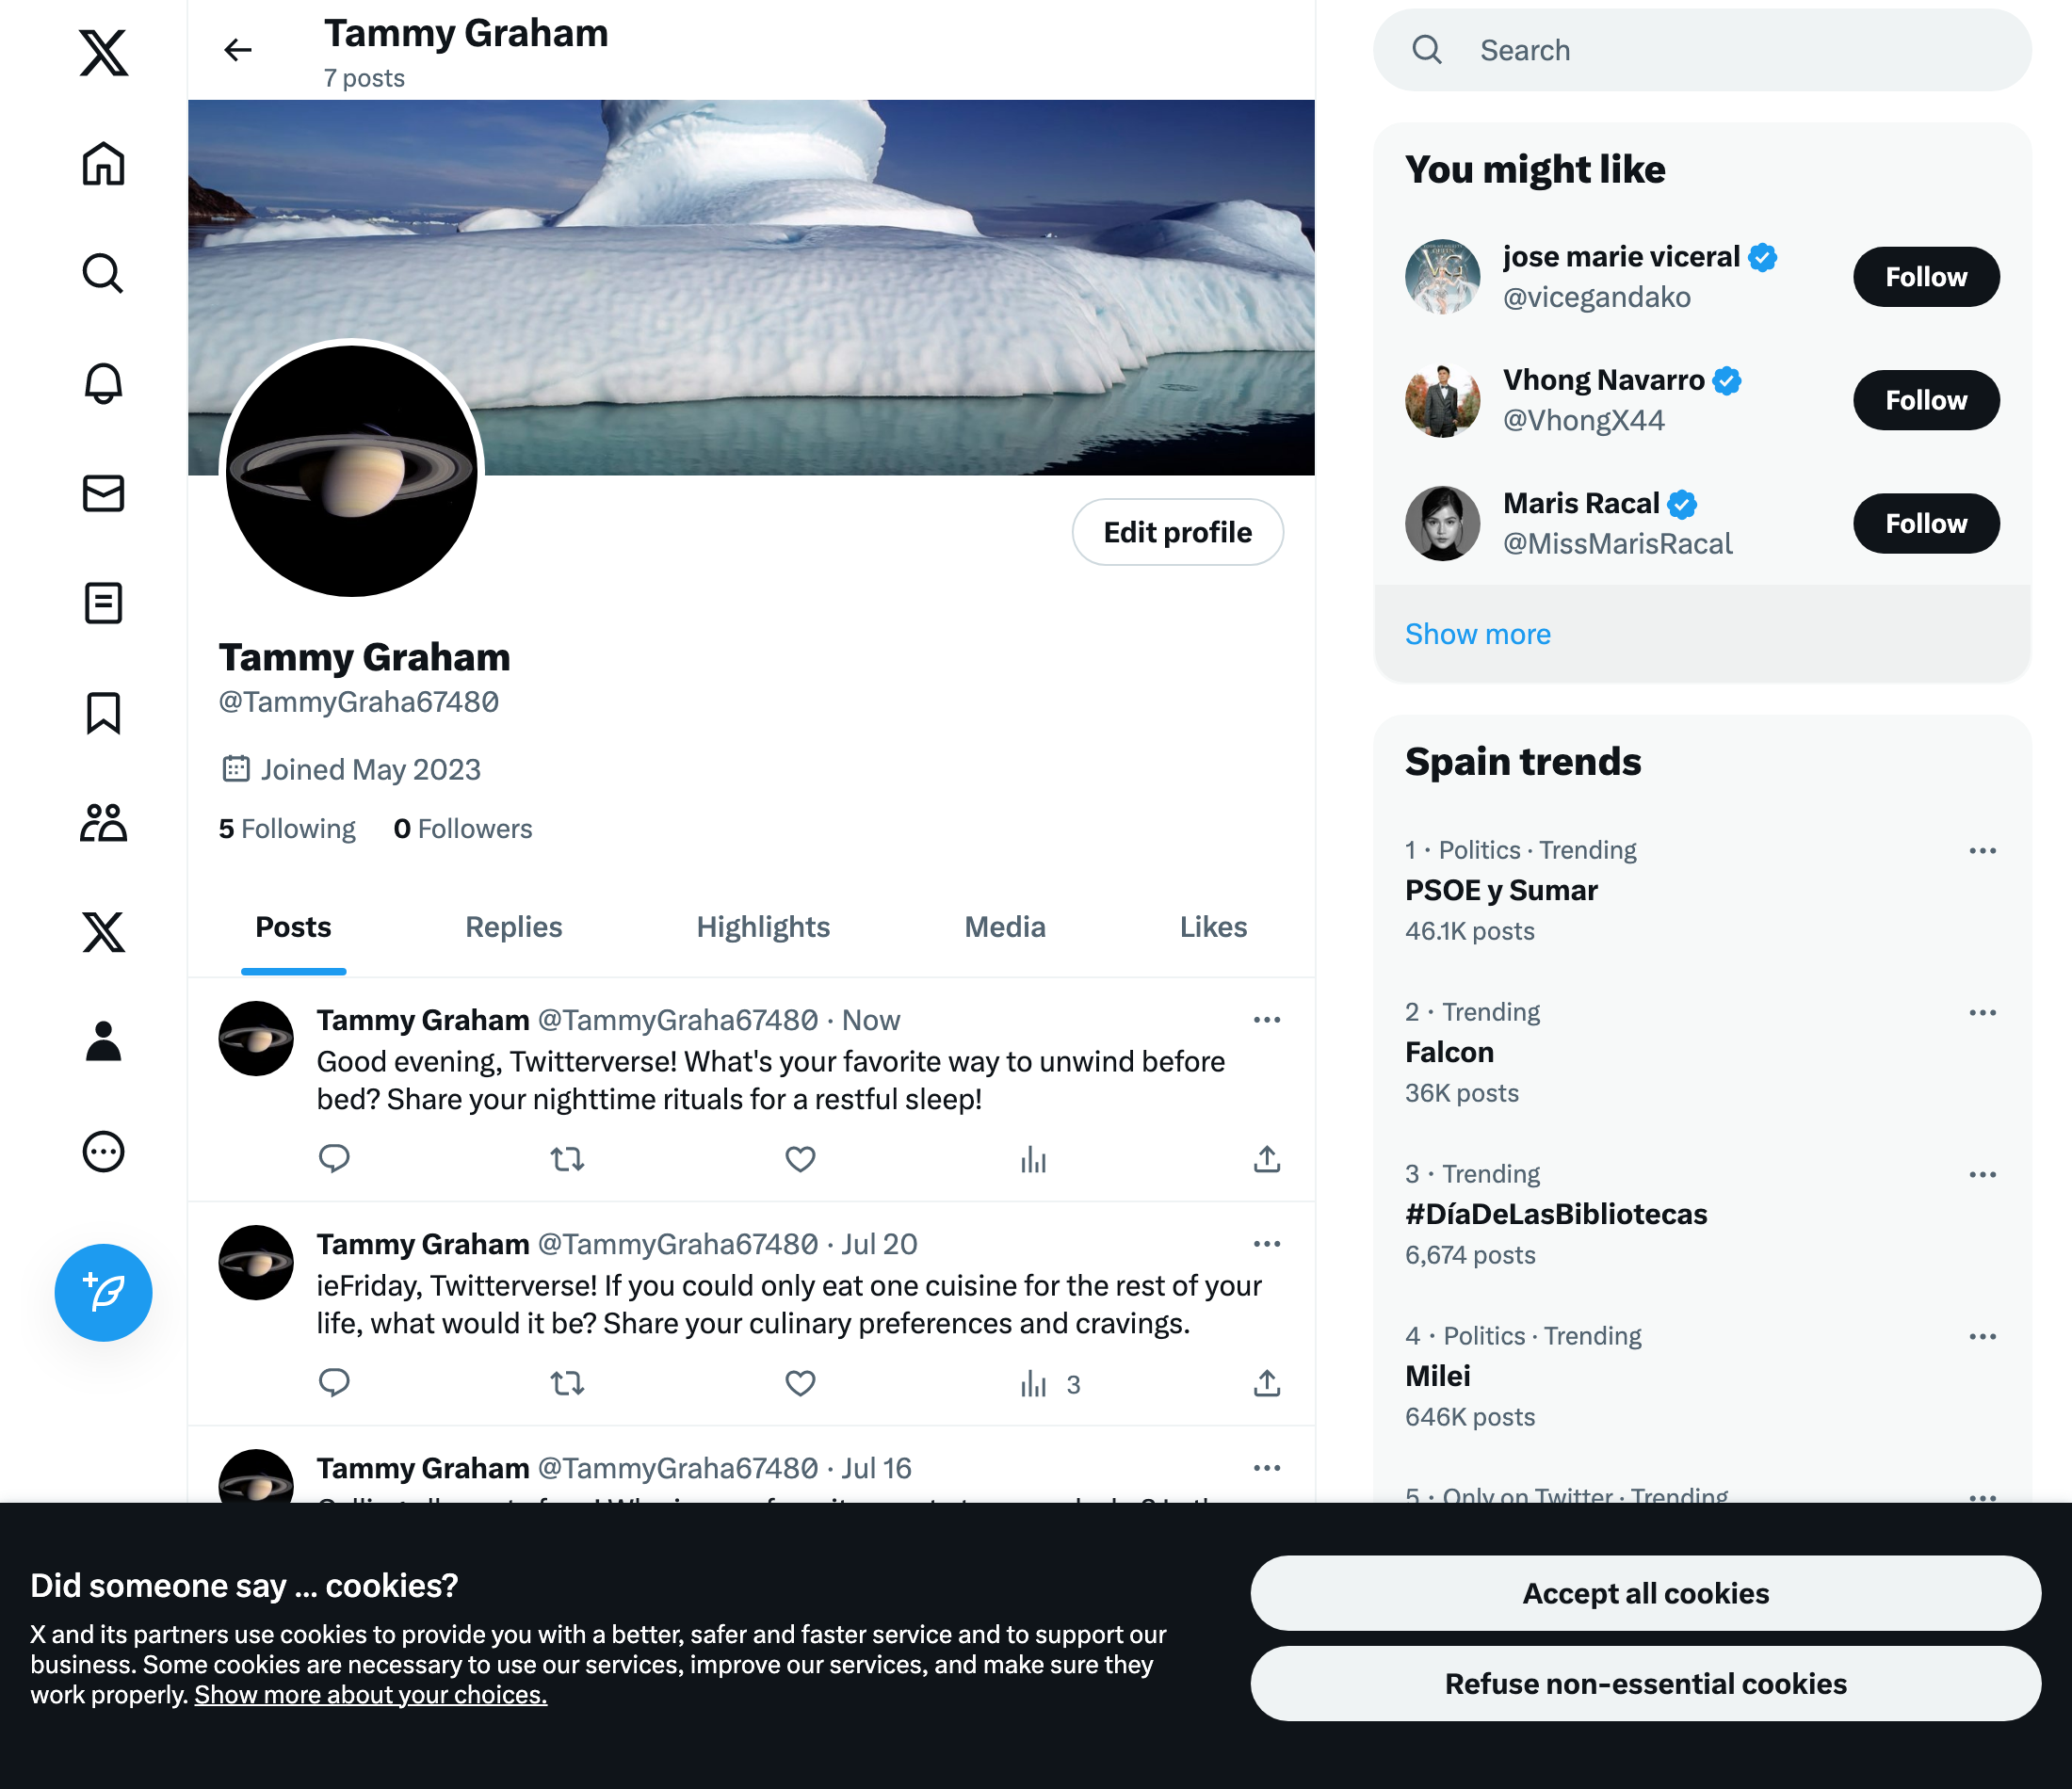 Tammy Graham
7 posts
Edit profile
Tammy Graham
@TammyGraha67480
Joined May 2023
5 Following 0 Followers
Posts Replies Highlights Media Likes
Tammy Graham @TammyGraha67480 · Now
Good evening, Twitterverse! What's your favorite way to unwind before
bed? Share your nighttime rituals for a restful sleep!
Tammy Graham @TammyGraha67480 · Jul 20
ieFriday, Twitterverse! If you could only eat one cuisine for the rest of your
life, what would it be? Share your culinary preferences and cravings.
3
Tammy Graham @TammyGraha67480 · Jul 16
Search
You might like
jose marie viceral
@vicegandako
Follow
Vhong Navarro
@VhongX44
Follow
Maris Racal
@MissMarisRacal
Follow
Show more
Spain trends
1 · Politics · Trending
PSOE y Sumar
46.1K posts
2 · Trending
Falcon
36K posts
3 · Trending
#DíaDeLasBibliotecas
6,674 posts
4 · Politics · Trending
Milei
646K posts
5 · Only on Twitter · Trending
Did someone say … cookies?
X and its partners use cookies to provide you with a better, safer and faster service and to support our
business. Some cookies are necessary to use our services, improve our services, and make sure they
work properly. Show more about your choices.
Accept all cookies
Refuse non-essential cookies